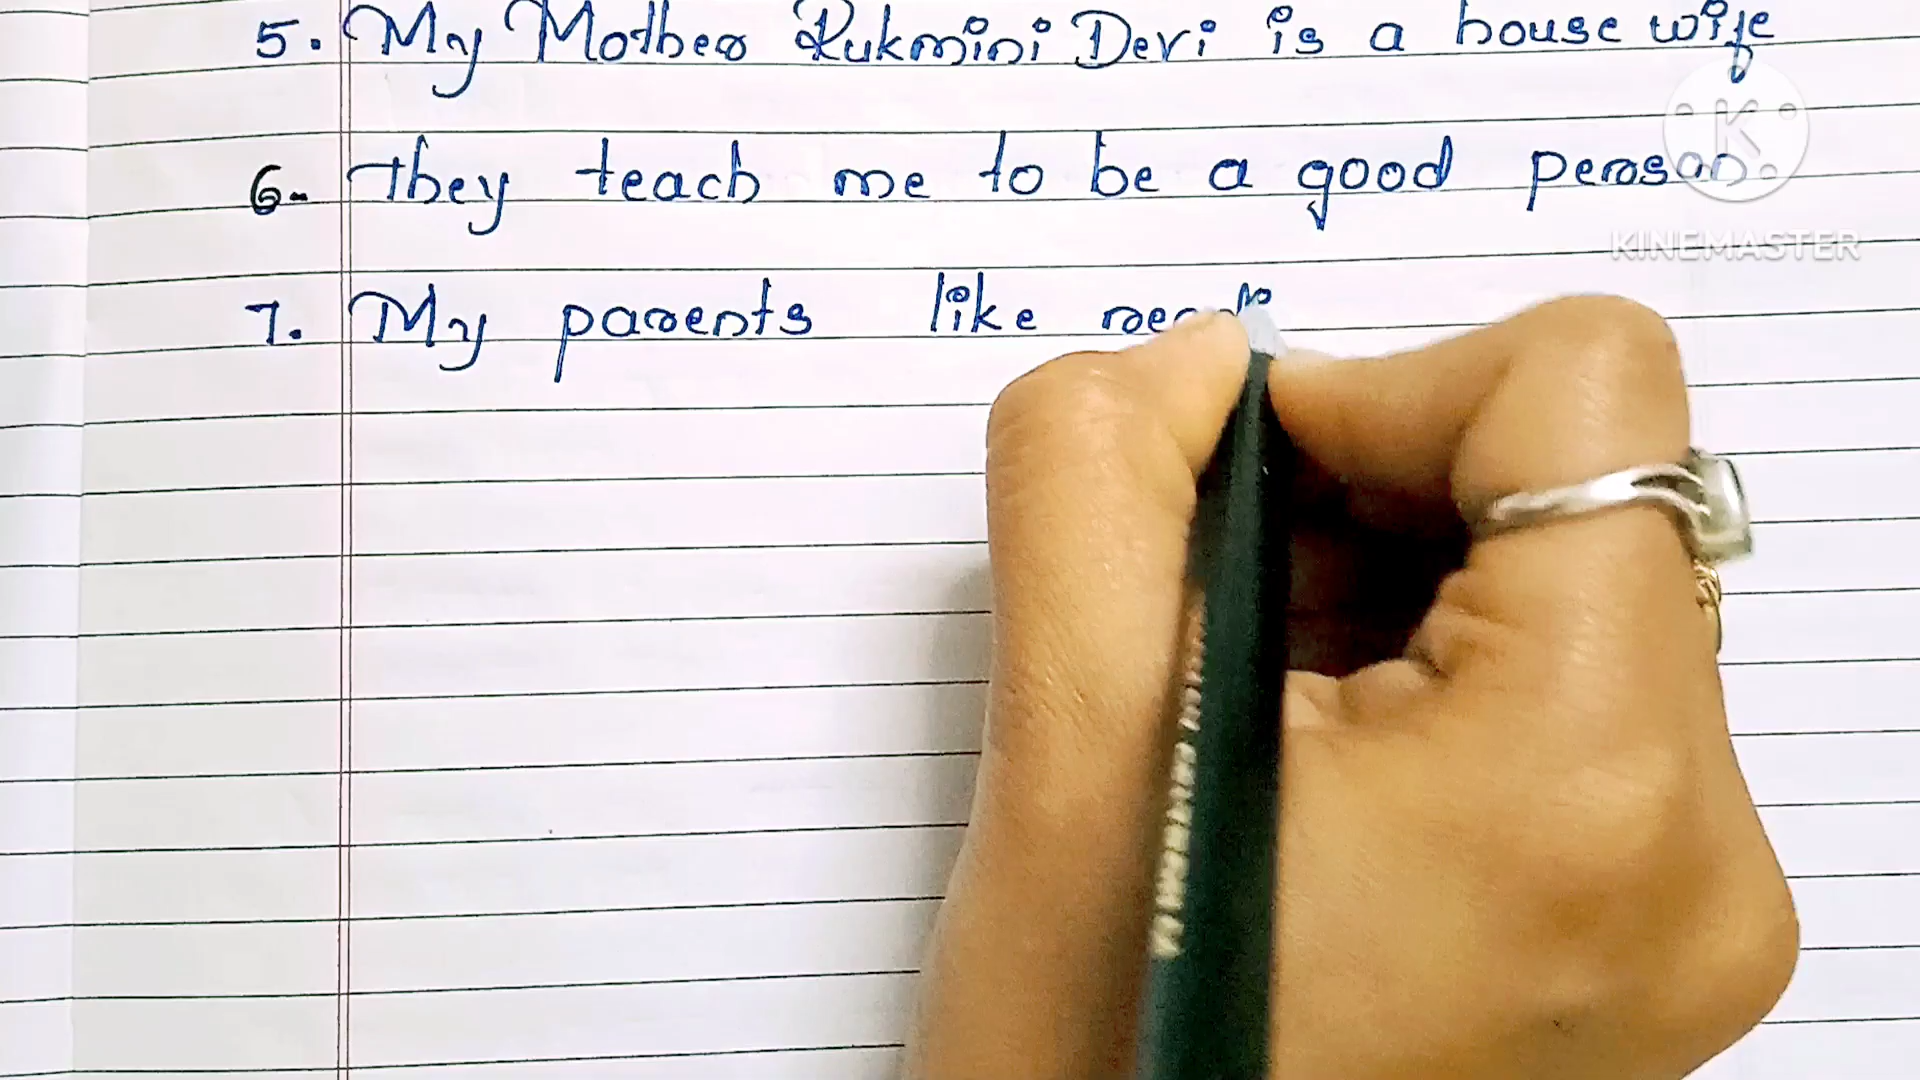 5. My Mother Rukmini Devi is a house wife
6- They teach me to be a good person.
7. My parents like
K
KINEMASTER